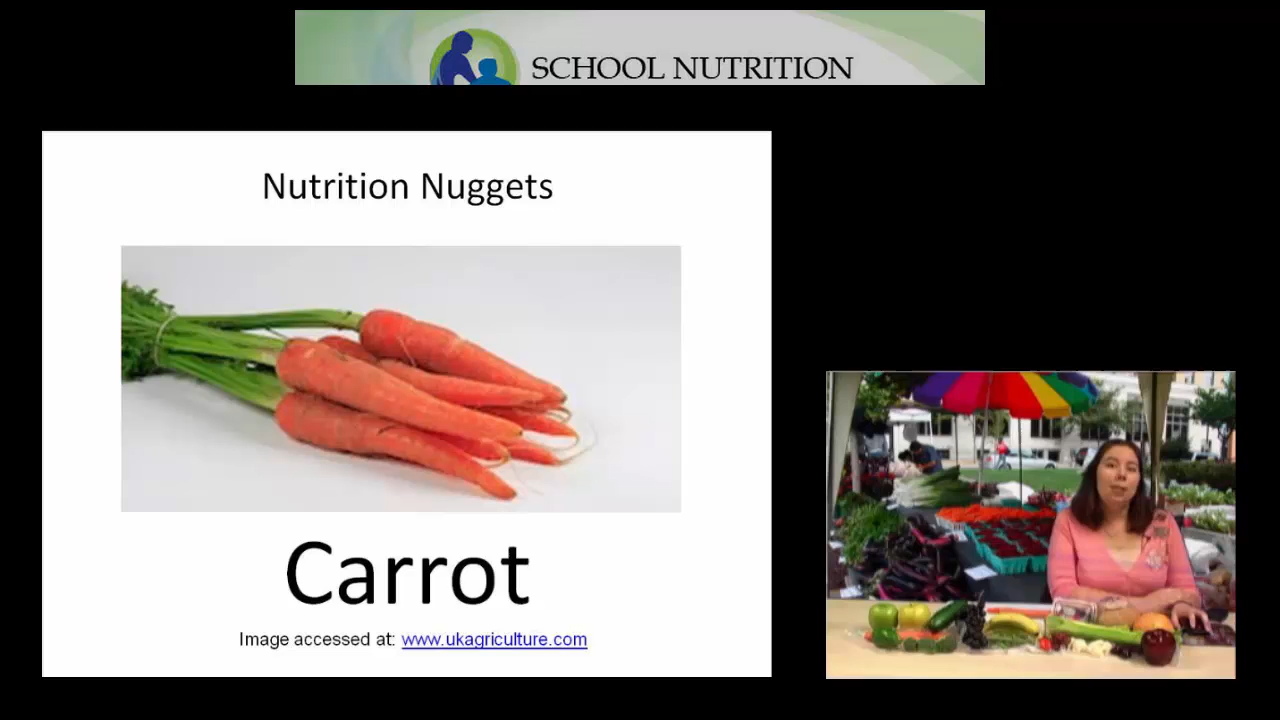 SCHOOL NUTRITION
Nutrition Nuggets
Carrot
Image accessed at: www.ukagriculture.com